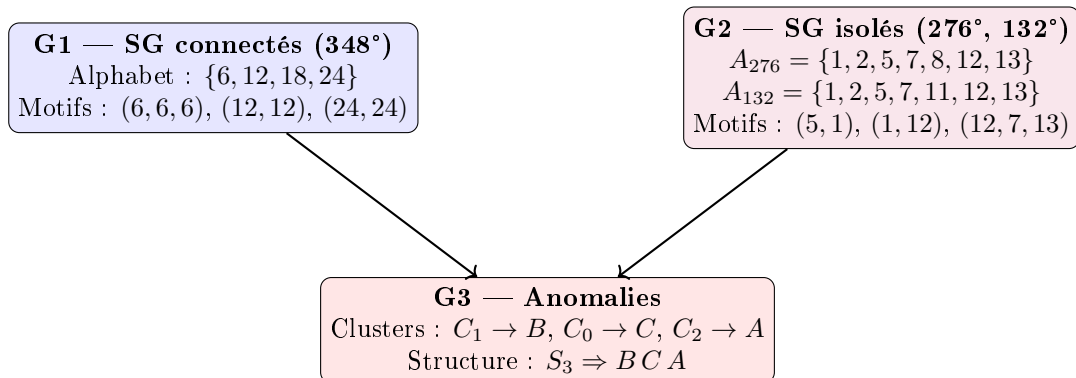 G1 — SG connectés (348°)
Alphabet : {6, 12, 18, 24}
Motifs : (6, 6, 6), (12, 12), (24, 24)
G2 — SG isolés (276°, 132°)
A₂₇₆ = {1, 2, 5, 7, 8, 12, 13}
A₁₃₂ = {1, 2, 5, 7, 11, 12, 13}
Motifs : (5, 1), (1, 12), (12, 7, 13)
G3 — Anomalies
Clusters : C₁ → B, C₀ → C, C₂ → A
Structure : S₃ ⇒ B C A